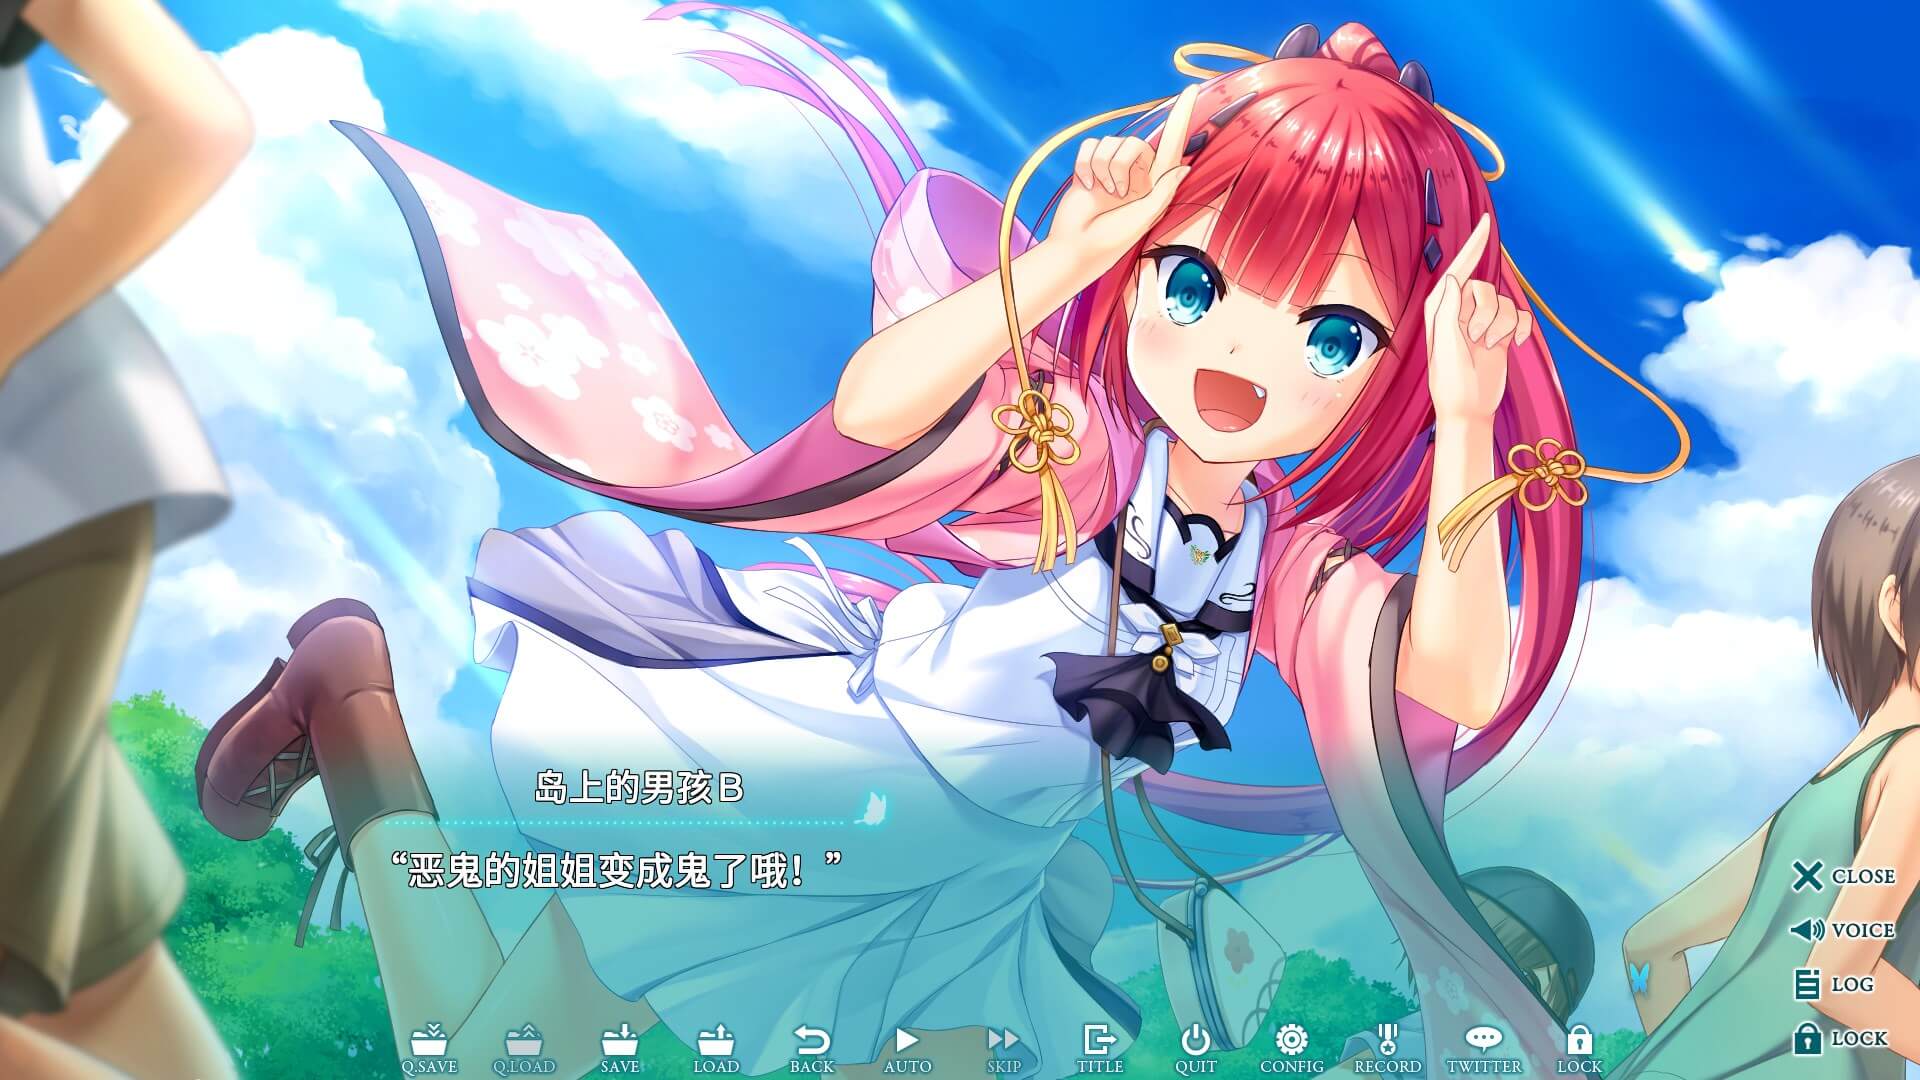 岛上的男孩B
“恶鬼的姐姐变成鬼了哦！”
CLOSE
VOICE
LOG
LOCK
Q.SAVE Q.LOAD SAVE LOAD BACK AUTO SKIP TITLE QUIT CONFIG RECORD TWITTER LOCK